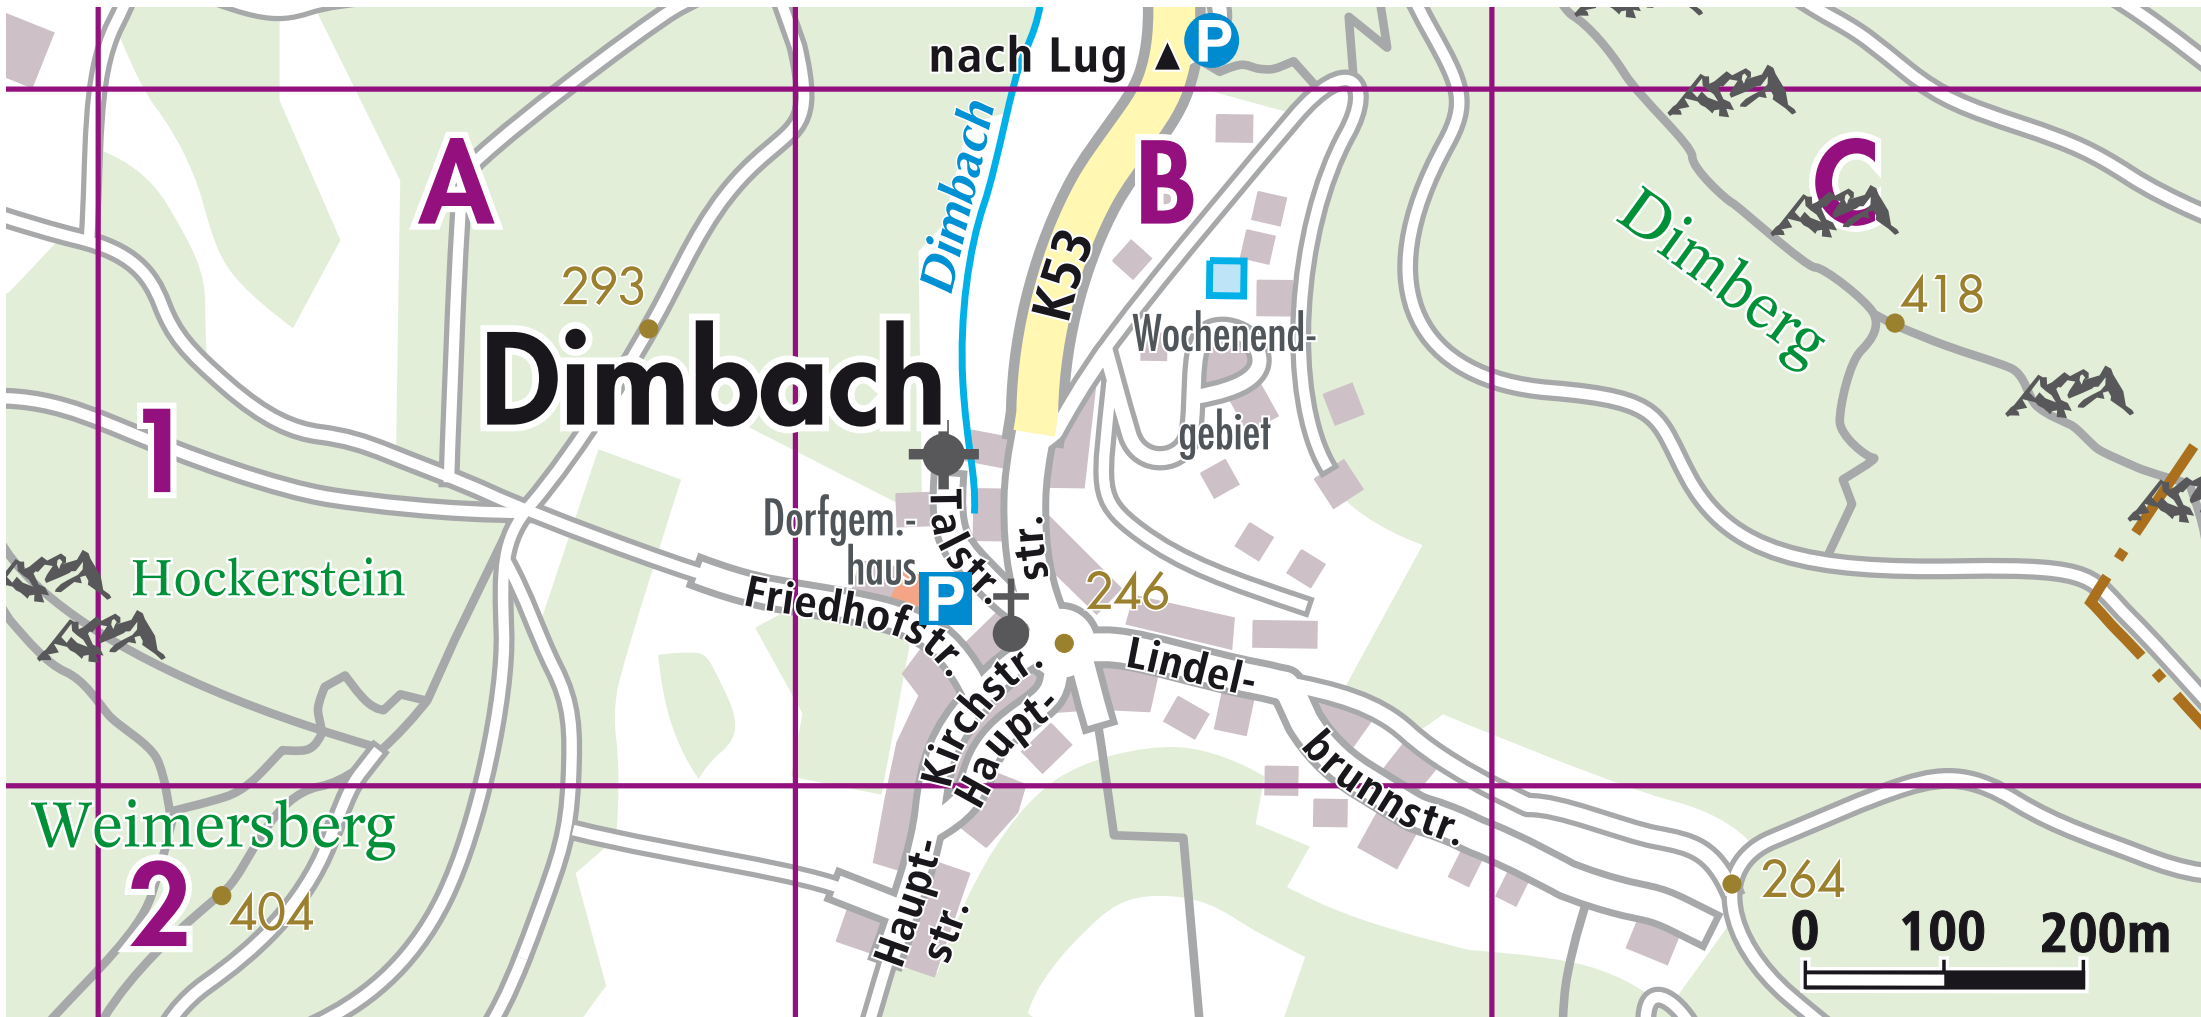 nach Lug
P
A
B
C
Dimbach
K53
Dimberg
293
418
Dimbach
Wochenend-
gebiet
1
Dorfgem.-
haus
Talstr.
str.
P
Hockerstein
Friedhofstr.
246
Kirchstr.
Haupt-
Lindel-
brunnstr.
Weimersberg
2
404
Haupt-
str.
264
0 100 200m